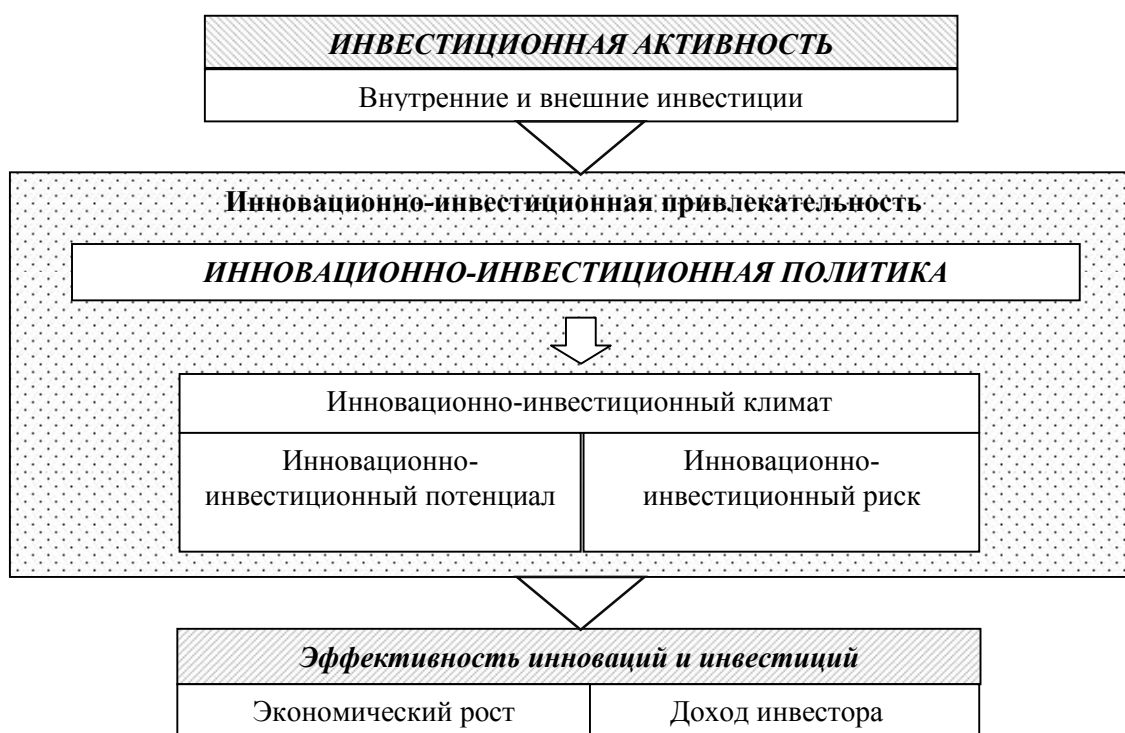 ИНВЕСТИЦИОННАЯ АКТИВНОСТЬ
Внутренние и внешние инвестиции
Инновационно-инвестиционная привлекательность
ИННОВАЦИОННО-ИНВЕСТИЦИОННАЯ ПОЛИТИКА
Инновационно-инвестиционный климат
Инновационно-
инвестиционный потенциал
Инновационно-
инвестиционный риск
Эффективность инноваций и инвестиций
Экономический рост
Доход инвестора